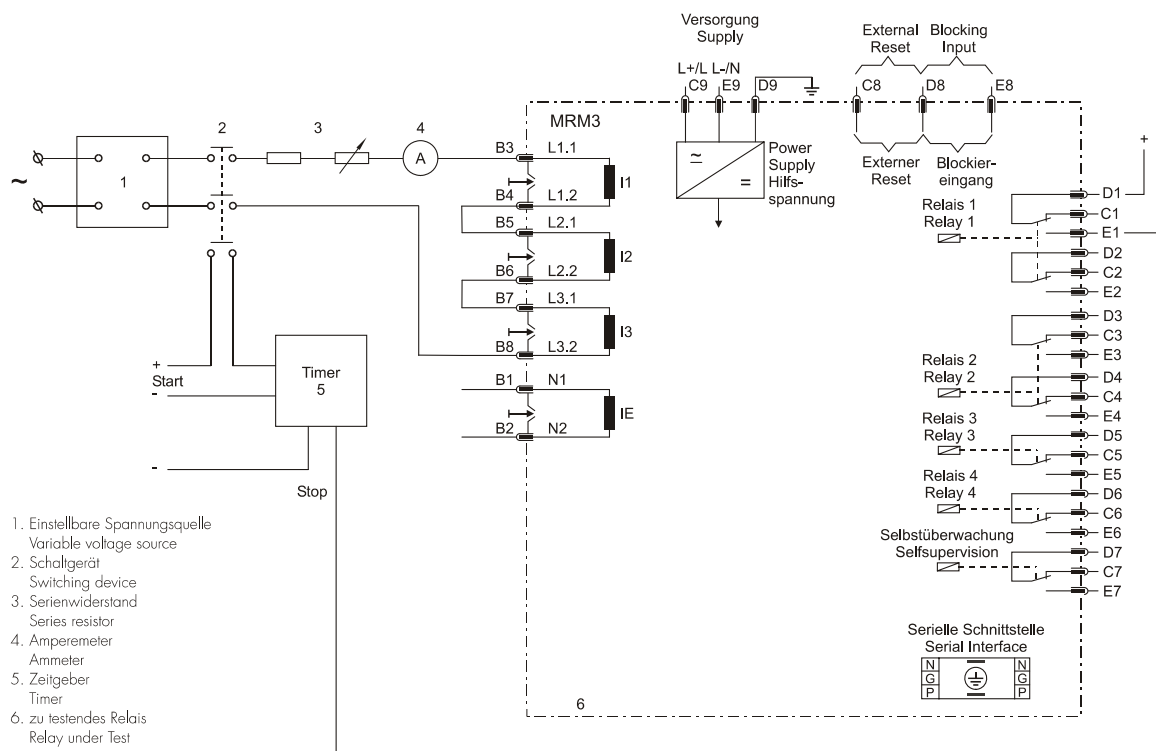 Versorgung
Supply
L+/L L-/N
C9 E9 D9
External
Reset
Blocking
Input
C8 D8 E8
MRM3
2 3 4
~
1
A
≃
=
Power
Supply
Hilfs-
spannung
Externer
Reset
Blockier-
eingang
+
B3 L1.1
I1
B4 L1.2
B5 L2.1
I2
B6 L2.2
B7 L3.1
I3
B8 L3.2
B1 N1
IE
B2 N2
+
Start
-
-
Timer
5
Stop
Relais 1
Relay 1
D1
C1
E1
D2
C2
E2
D3
C3
E3
Relais 2
Relay 2
D4
C4
E4
Relais 3
Relay 3
D5
C5
E5
Relais 4
Relay 4
D6
C6
E6
Selbstüberwachung
Selfsupervision
D7
C7
E7
Serielle Schnittstelle
Serial Interface
N N
G G
P P
6
1. Einstellbare Spannungsquelle
Variable voltage source
2. Schaltgerät
Switching device
3. Serienwiderstand
Series resistor
4. Amperemeter
Ammeter
5. Zeitgeber
Timer
6. zu testendes Relais
Relay under Test